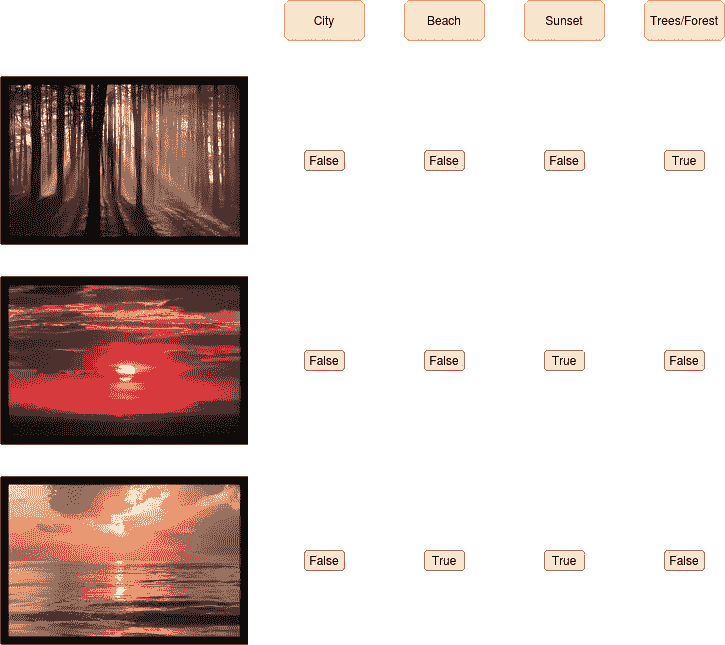 City Beach Sunset Trees/Forest
False False False True
False False True False
False True True False